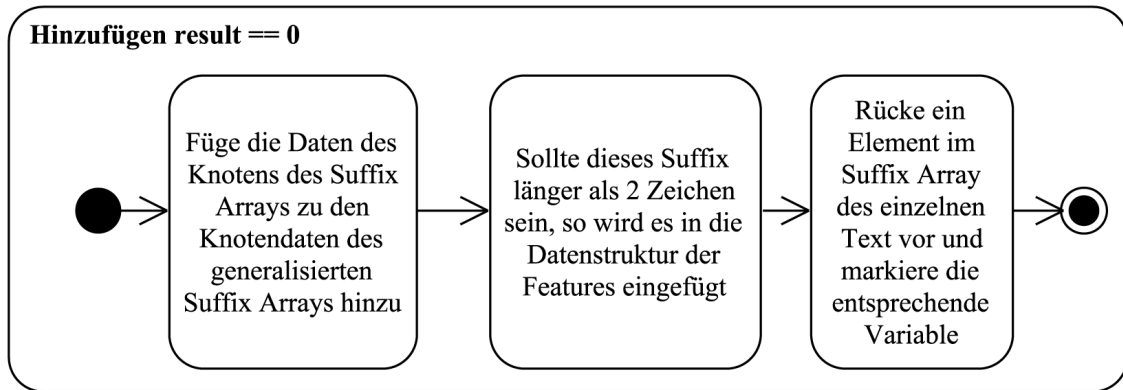 Hinzufügen result == 0
Füge die Daten des
Knotens des Suffix
Arrays zu den
Knotendaten des
generalisierten
Suffix Arrays hinzu
Sollte dieses Suffix
länger als 2 Zeichen
sein, so wird es in die
Datenstruktur der
Features eingefügt
Rücke ein
Element im
Suffix Array
des einzelnen
Text vor und
markiere die
entsprechende
Variable